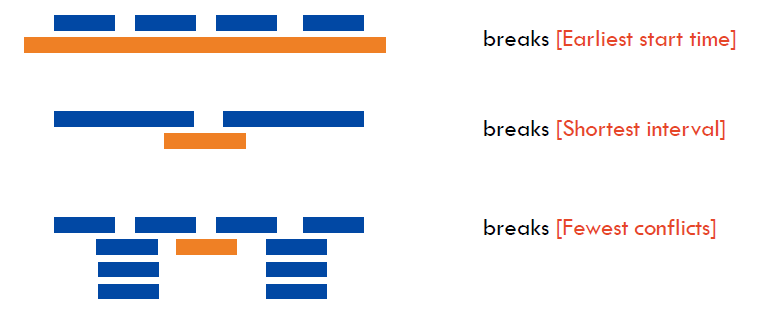 breaks [Earliest start time]
breaks [Shortest interval]
breaks [Fewest conflicts]